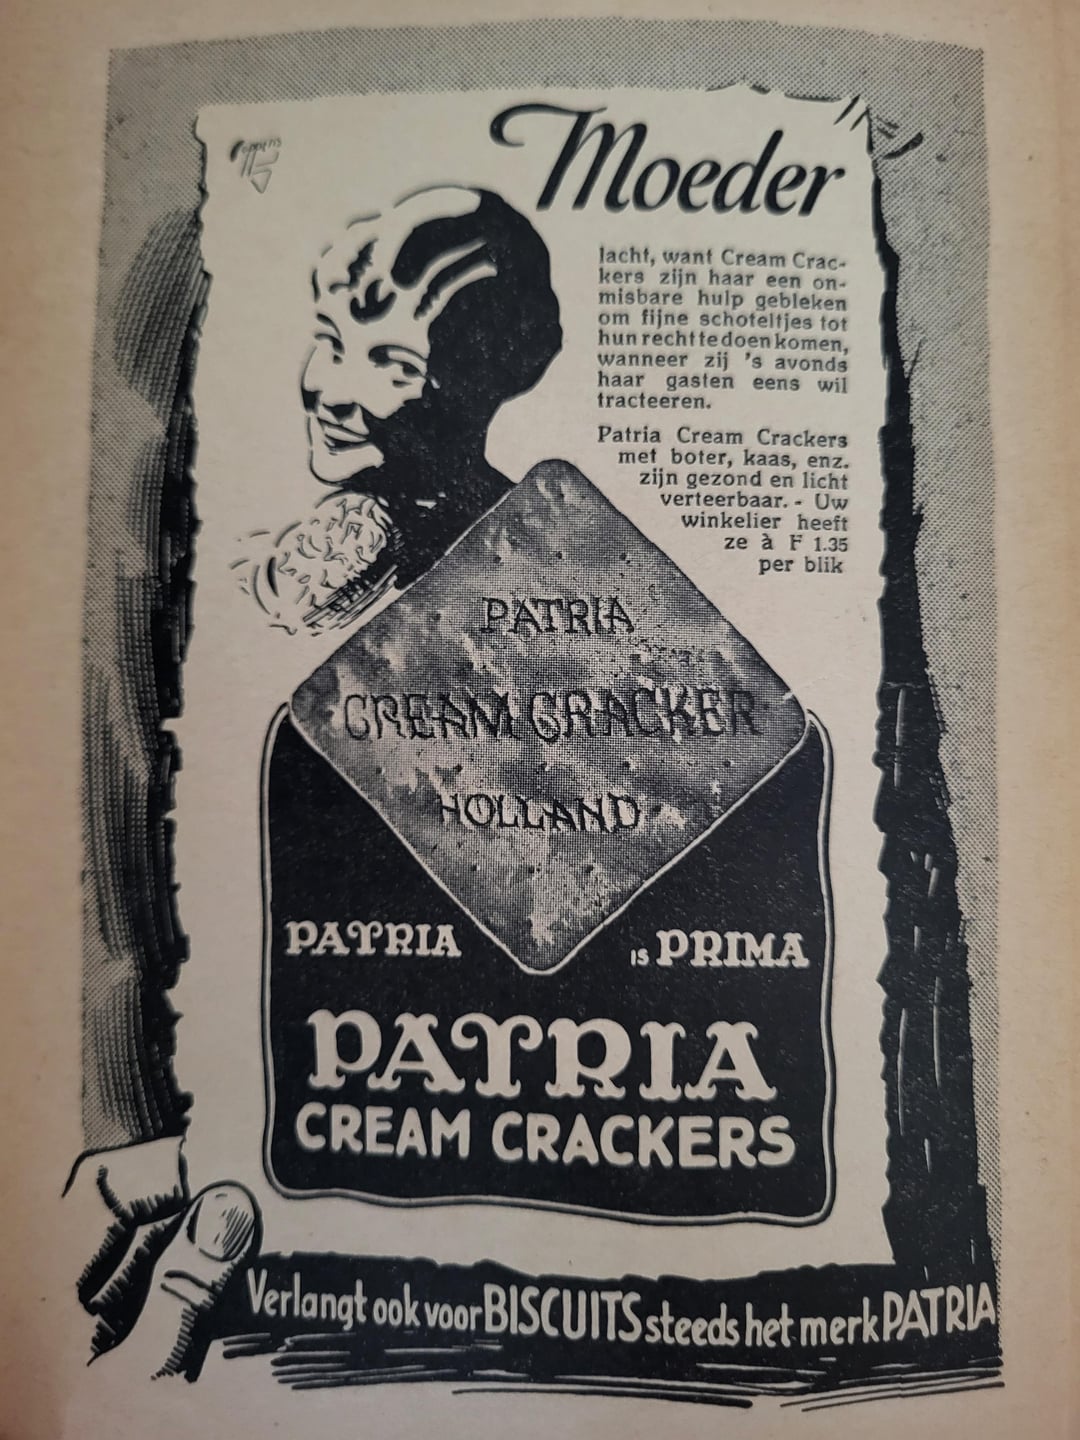 Moeder
lacht, want Cream Crac-
kers zijn haar een on-
misbare hulp gebleken
om fijne schoteltjes tot
hun recht te doen komen,
wanneer zij 's avonds
haar gasten eens wil
tracteeren.
Patria Cream Crackers
met boter, kaas, enz.
zijn gezond en licht
verteerbaar. - Uw
winkelier heeft
ze à F 1.35
per blik
PATRIA
CREAM CRACKER
HOLLAND
PATRIA IS PRIMA
PATRIA
CREAM CRACKERS
Verlangt ook voor BISCUITS steeds het merk PATRIA